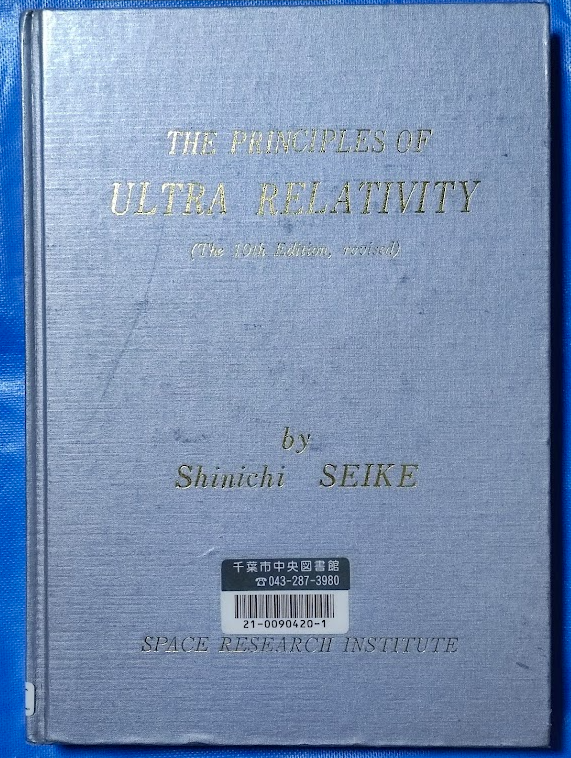 THE PRINCIPLES OF
ULTRA RELATIVITY
(The 10th Edition, revised)
by
Shinichi SEIKE
千葉市中央図書館
☎043-287-3980
21-0090420-1
SPACE RESEARCH INSTITUTE